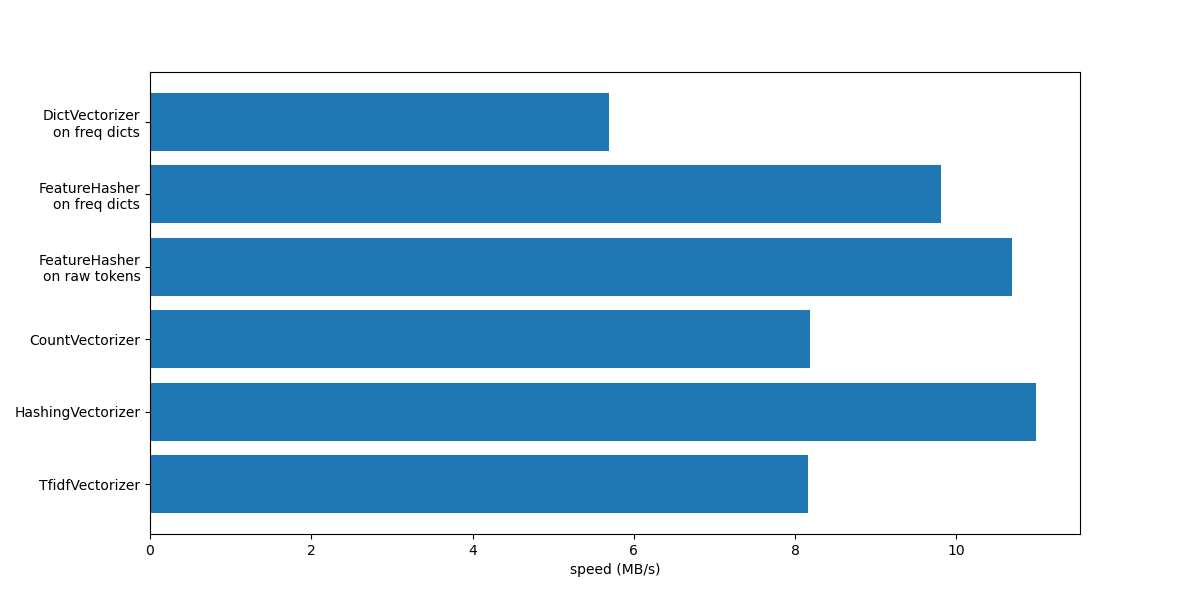 DictVectorizer
on freq dicts
FeatureHasher
on freq dicts
FeatureHasher
on raw tokens
CountVectorizer
HashingVectorizer
TfidfVectorizer
0 2 4 6 8 10
speed (MB/s)